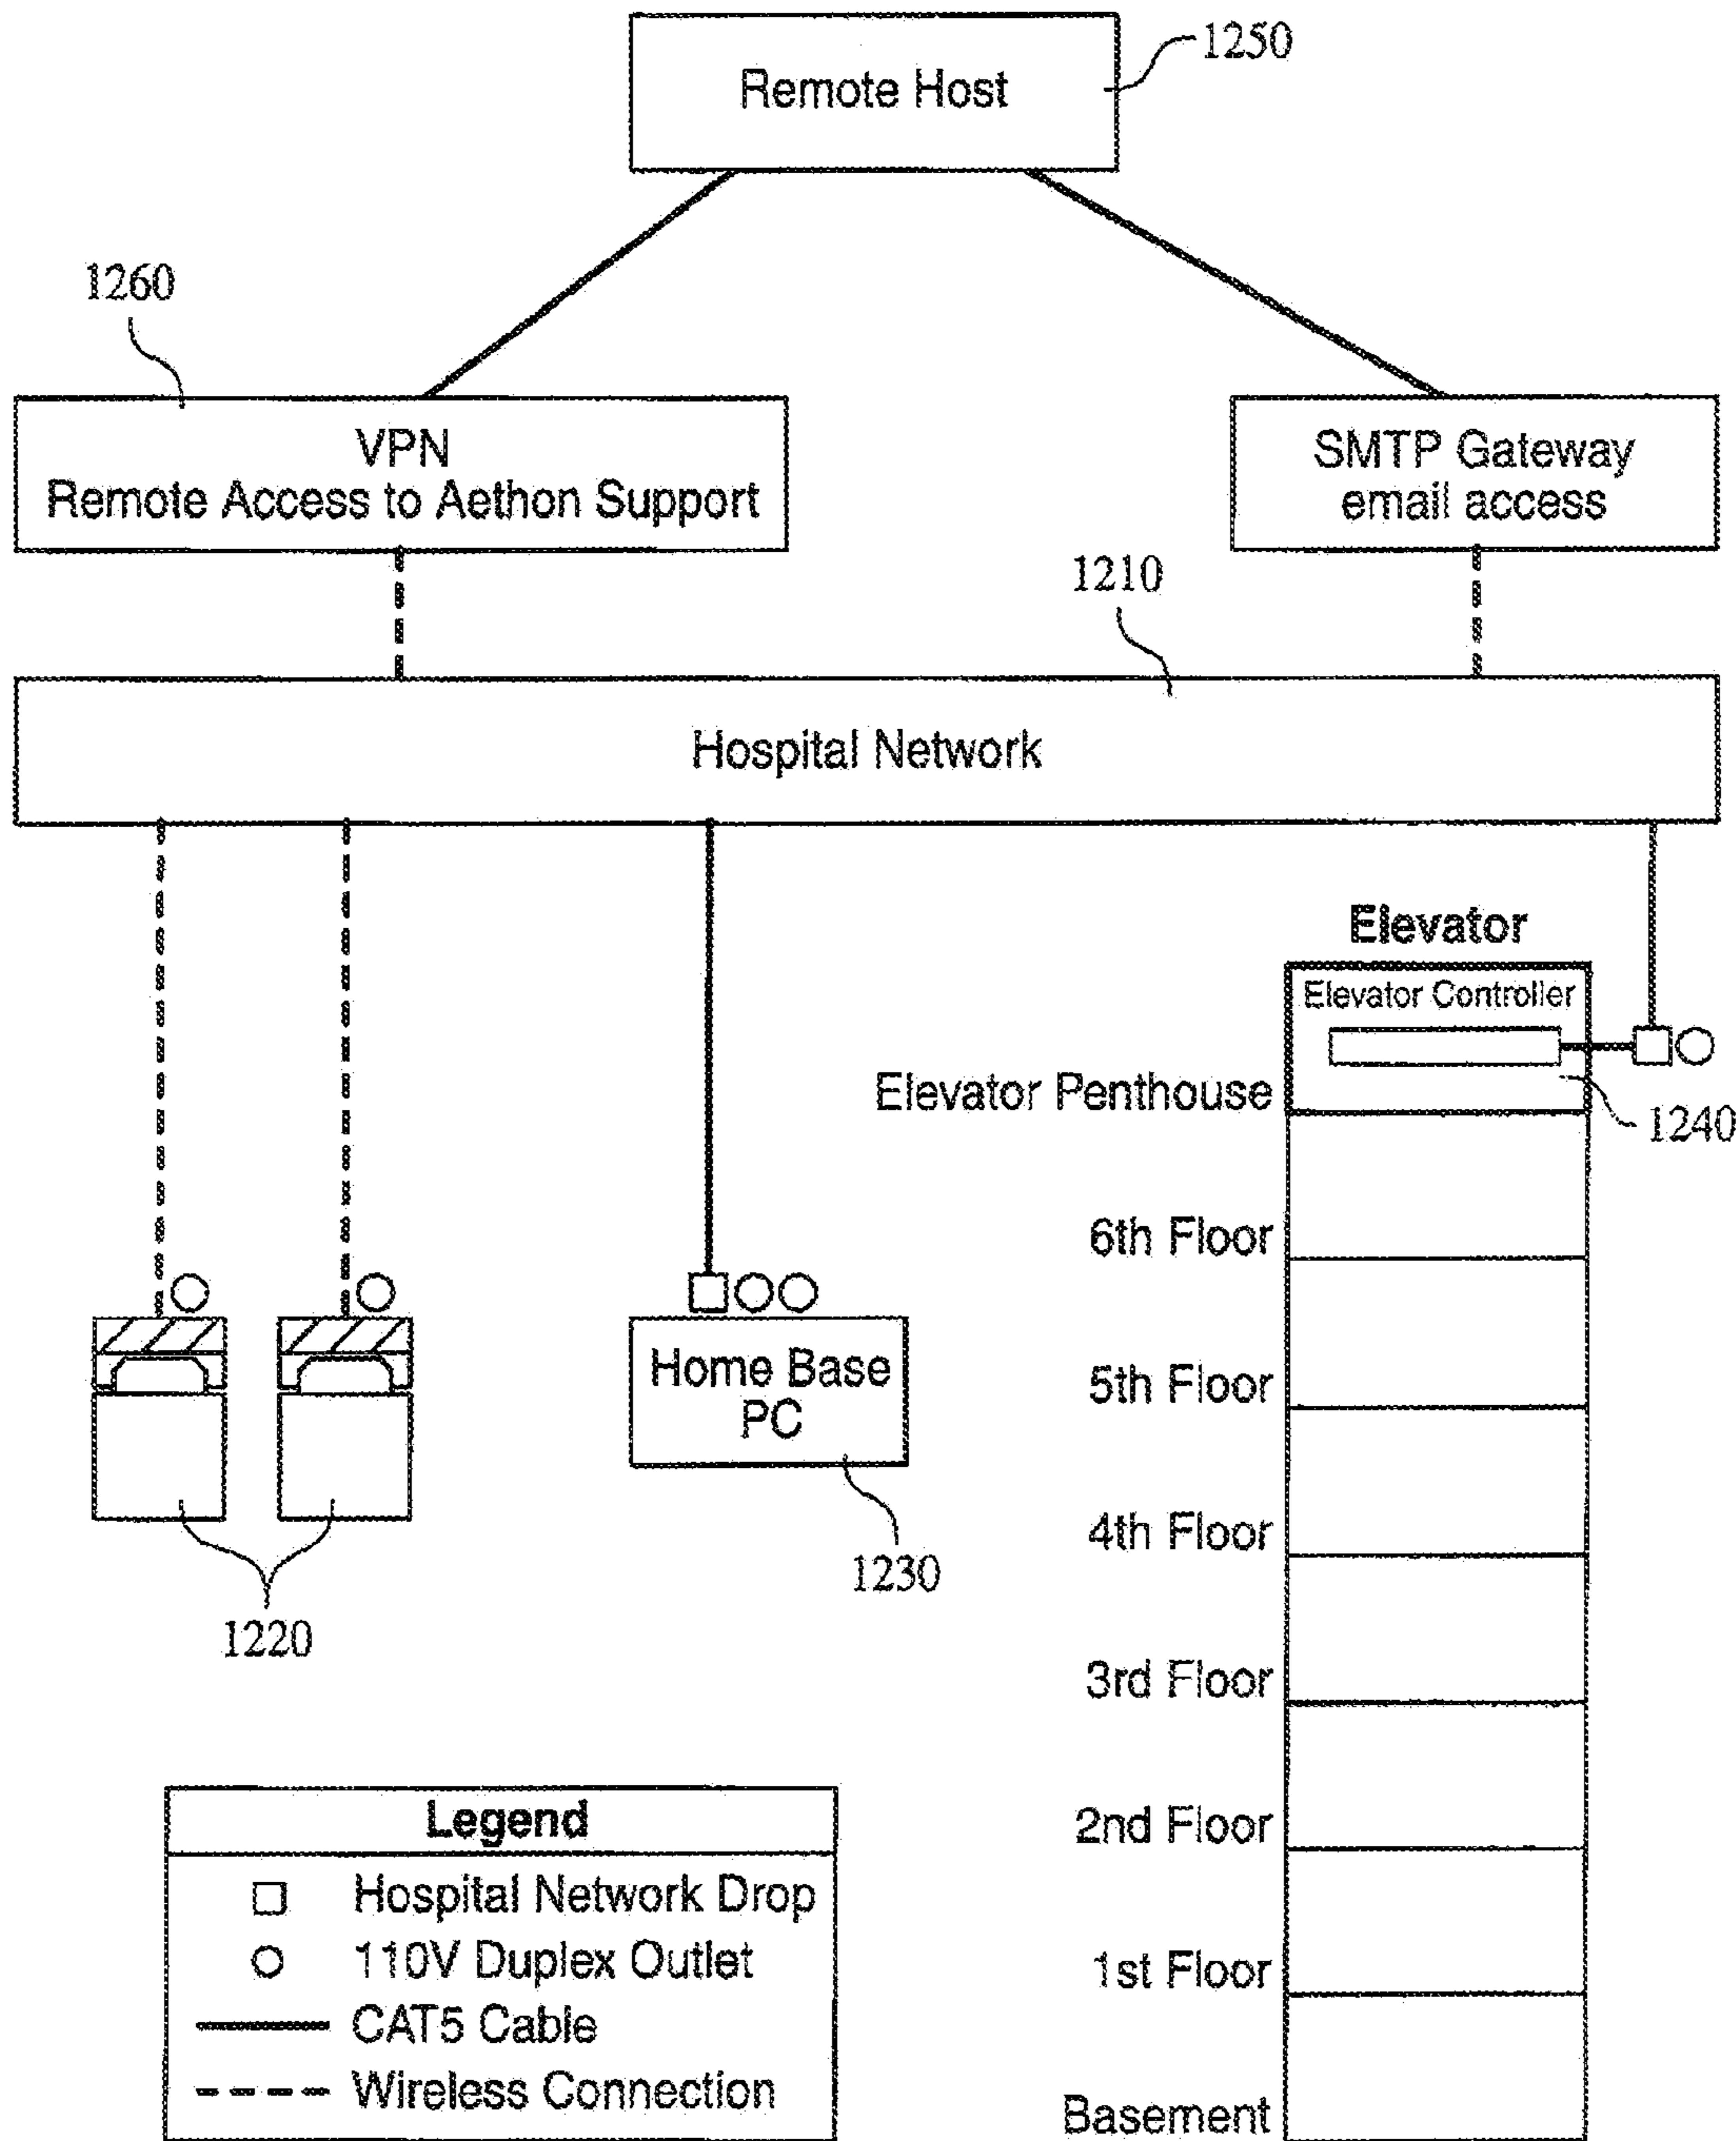 1250
Remote Host
1260
VPN
Remote Access to Aethon Support
SMTP Gateway
email access
1210
Hospital Network
Elevator
Elevator Controller
Elevator Penthouse
1240
6th Floor
Home Base
PC
5th Floor
4th Floor
1230
1220
3rd Floor
2nd Floor
1st Floor
Basement
Legend
Hospital Network Drop
110V Duplex Outlet
CAT5 Cable
Wireless Connection